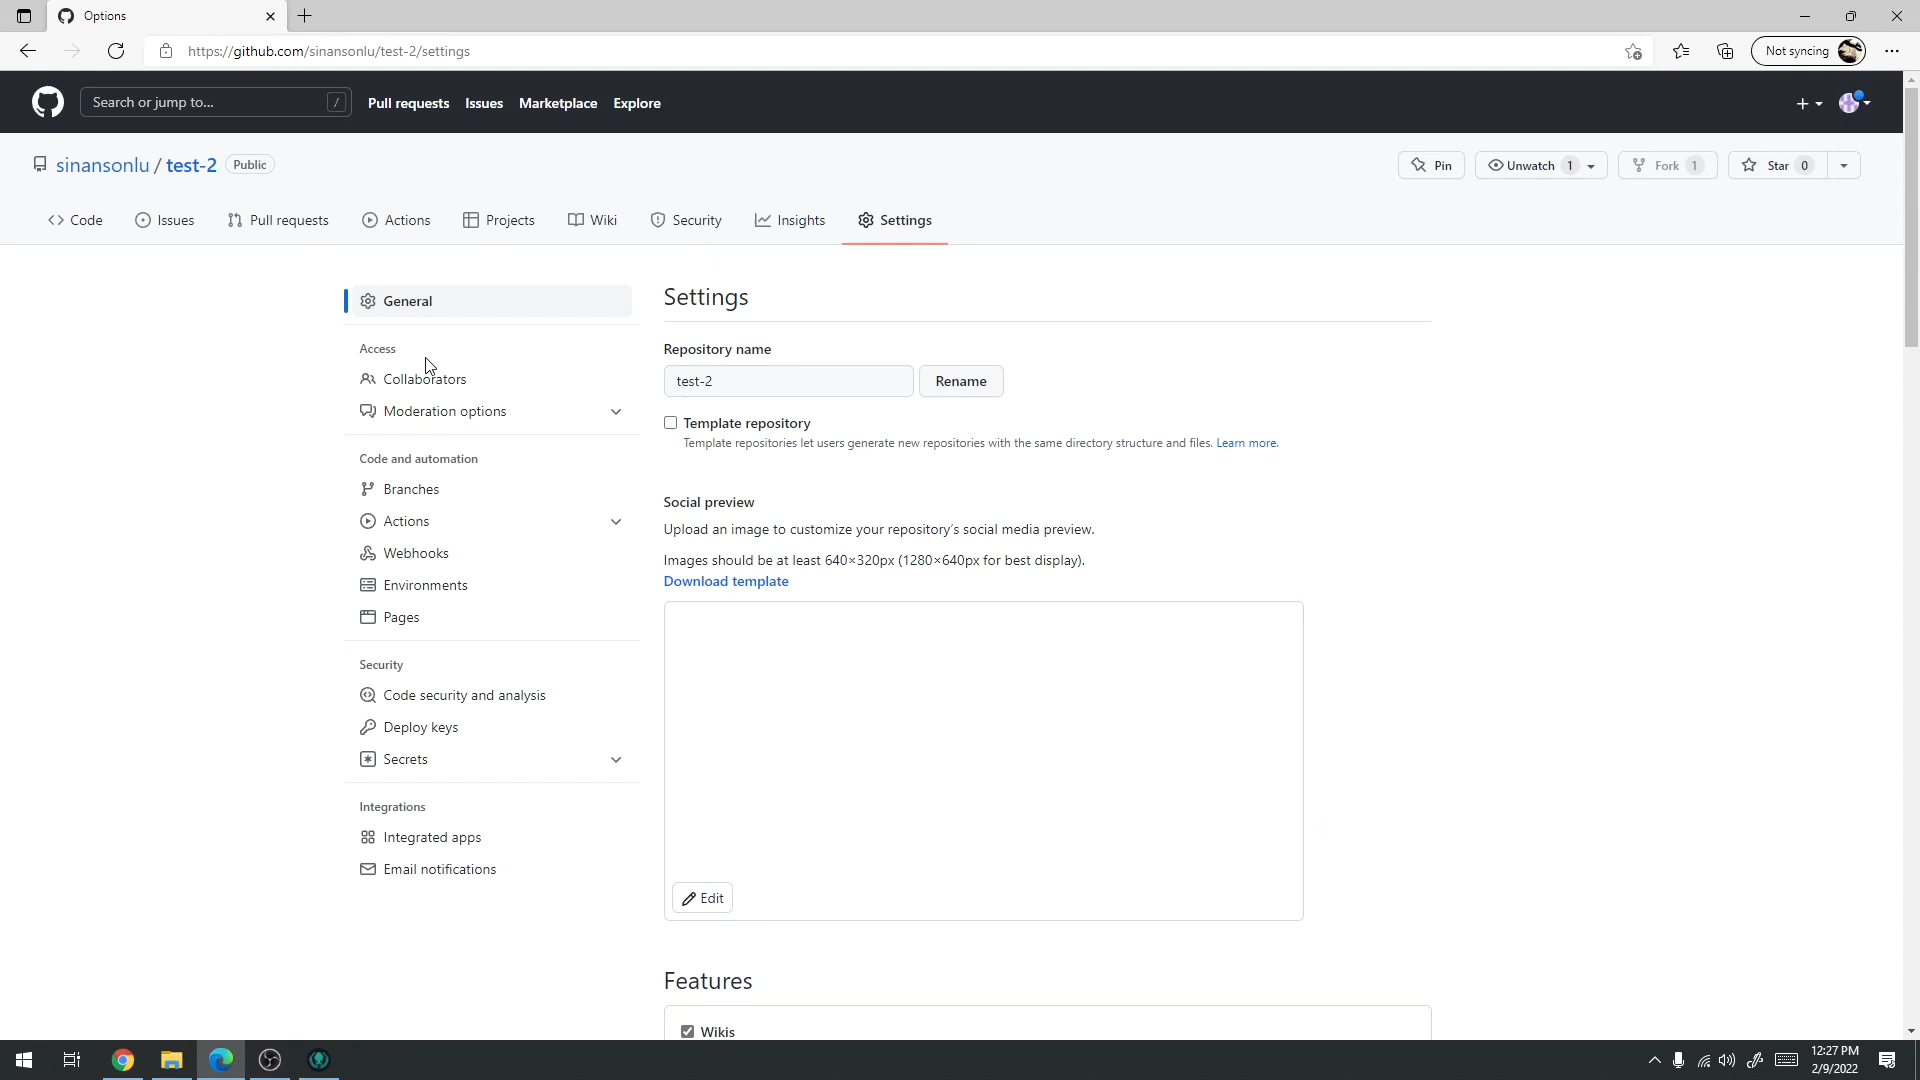 Options
https://github.com/sinansonlu/test-2/settings
Not syncing
Search or jump to...
/
Pull requests
Issues
Marketplace
Explore
sinansonlu / test-2
Public
Pin
Unwatch 1
Fork 1
Star 0
Code
Issues
Pull requests
Actions
Projects
Wiki
Security
Insights
Settings
General
Access
Collaborators
Moderation options
Code and automation
Branches
Actions
Webhooks
Environments
Pages
Security
Code security and analysis
Deploy keys
Secrets
Integrations
Integrated apps
Email notifications
Settings
Repository name
test-2
Rename
Template repository
Template repositories let users generate new repositories with the same directory structure and files. Learn more.
Social preview
Upload an image to customize your repository's social media preview.
Images should be at least 640×320px (1280×640px for best display).
Download template
Edit
Features
Wikis
12:27 PM
2/9/2022